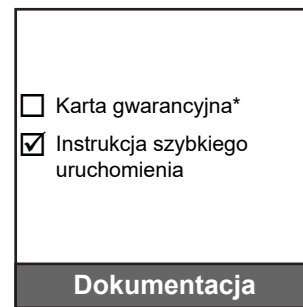 Karta gwarancyjna*
Instrukcja szybkiego
uruchomienia
Dokumentacja